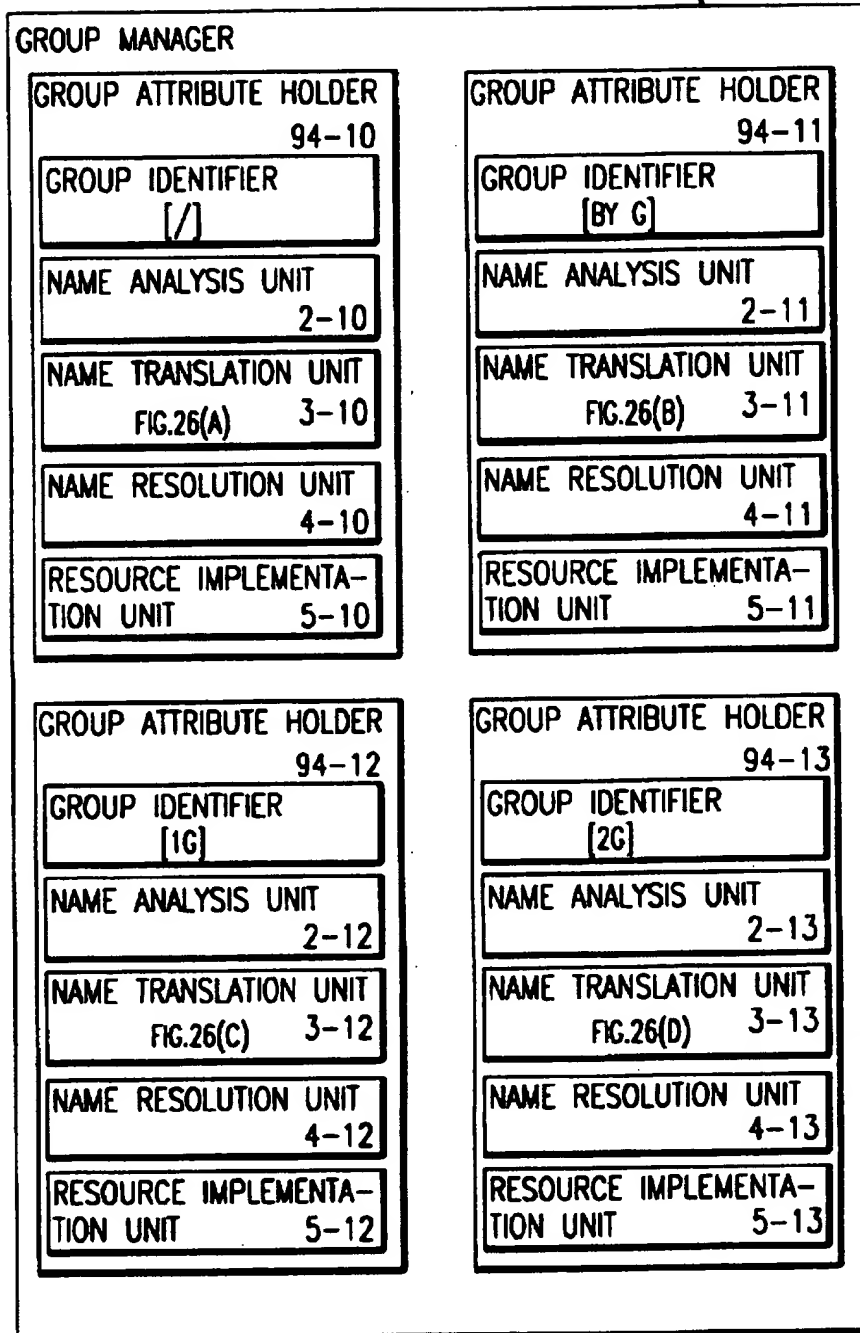 GROUP MANAGER
GROUP ATTRIBUTE HOLDER
94-10
GROUP IDENTIFIER
[/]
NAME ANALYSIS UNIT
2-10
NAME TRANSLATION UNIT
FIG.26(A) 3-10
NAME RESOLUTION UNIT
4-10
RESOURCE IMPLEMENTA-
TION UNIT 5-10
GROUP ATTRIBUTE HOLDER
94-11
GROUP IDENTIFIER
[BY G]
NAME ANALYSIS UNIT
2-11
NAME TRANSLATION UNIT
FIG.26(B) 3-11
NAME RESOLUTION UNIT
4-11
RESOURCE IMPLEMENTA-
TION UNIT 5-11
GROUP ATTRIBUTE HOLDER
94-12
GROUP IDENTIFIER
[1G]
NAME ANALYSIS UNIT
2-12
NAME TRANSLATION UNIT
FIG.26(C) 3-12
NAME RESOLUTION UNIT
4-12
RESOURCE IMPLEMENTA-
TION UNIT 5-12
GROUP ATTRIBUTE HOLDER
94-13
GROUP IDENTIFIER
[2G]
NAME ANALYSIS UNIT
2-13
NAME TRANSLATION UNIT
FIG.26(D) 3-13
NAME RESOLUTION UNIT
4-13
RESOURCE IMPLEMENTA-
TION UNIT 5-13